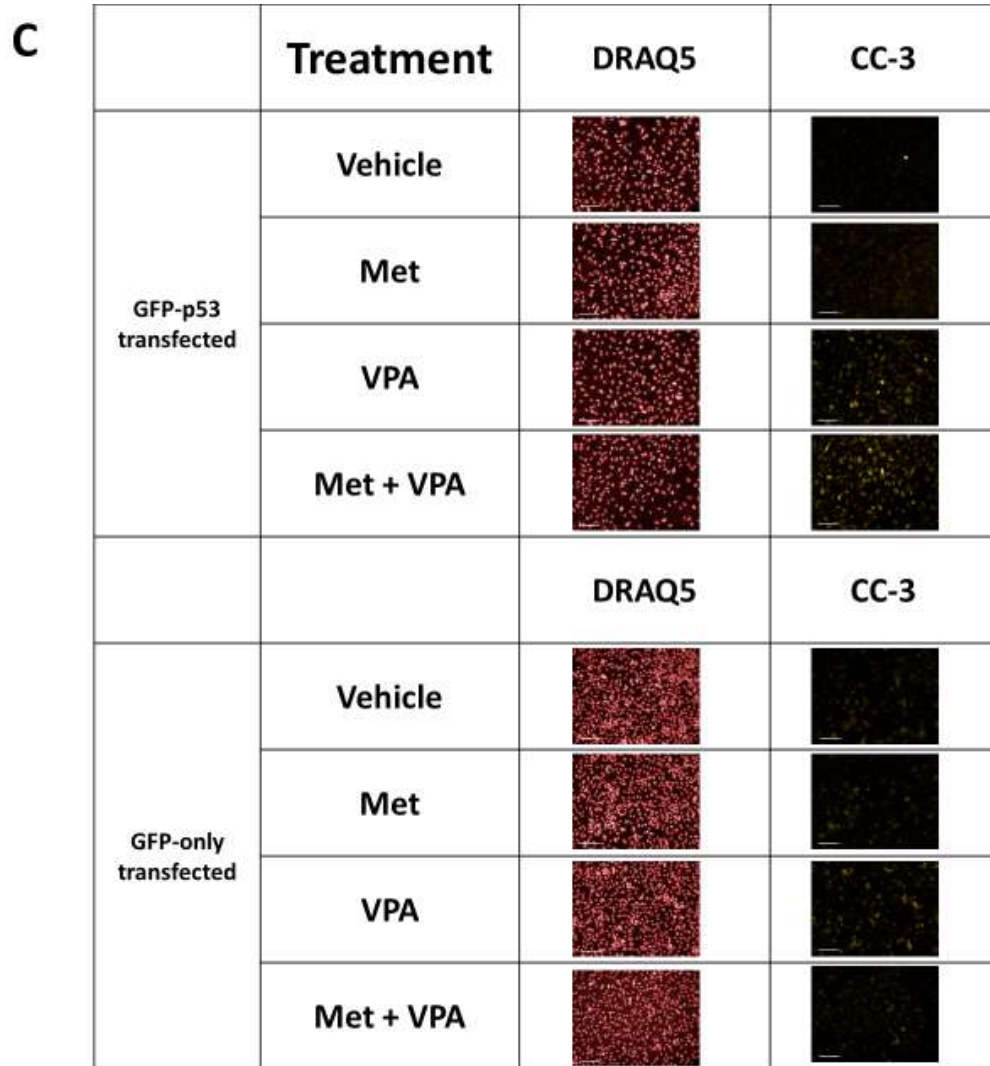 C
Treatment DRAQ5 CC-3
Vehicle
Met
GFP-p53
transfected
VPA
Met + VPA
DRAQ5 CC-3
Vehicle
Met
GFP-only
transfected
VPA
Met + VPA